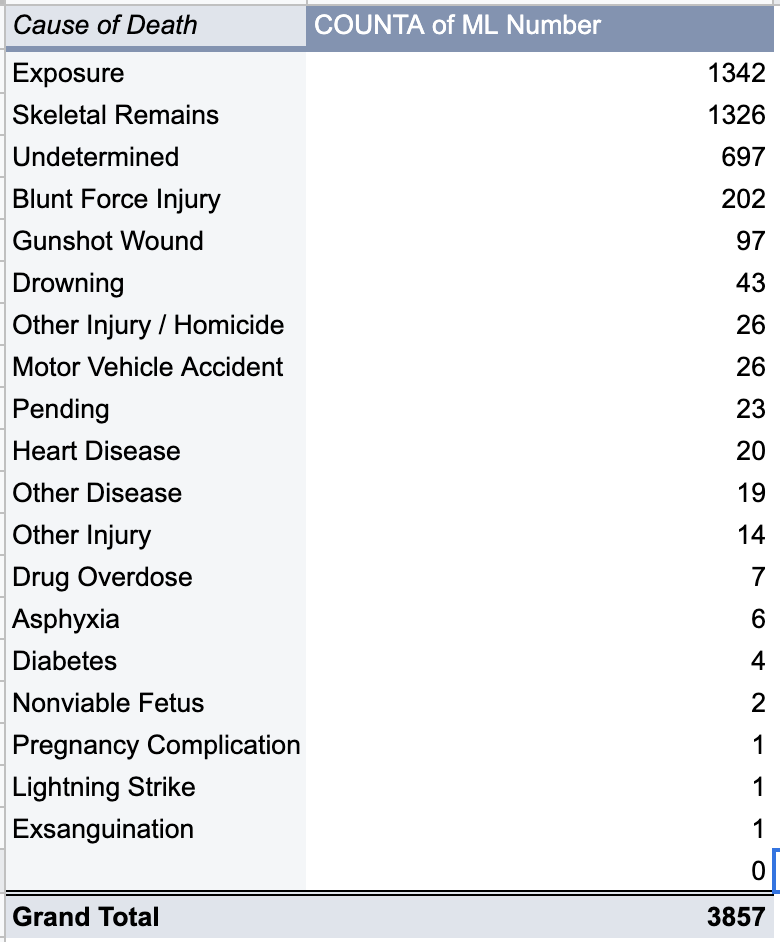 Cause of Death COUNTA of ML Number
Exposure 1342
Skeletal Remains 1326
Undetermined 697
Blunt Force Injury 202
Gunshot Wound 97
Drowning 43
Other Injury / Homicide 26
Motor Vehicle Accident 26
Pending 23
Heart Disease 20
Other Disease 19
Other Injury 14
Drug Overdose 7
Asphyxia 6
Diabetes 4
Nonviable Fetus 2
Pregnancy Complication 1
Lightning Strike 1
Exsanguination 1
0
Grand Total 3857